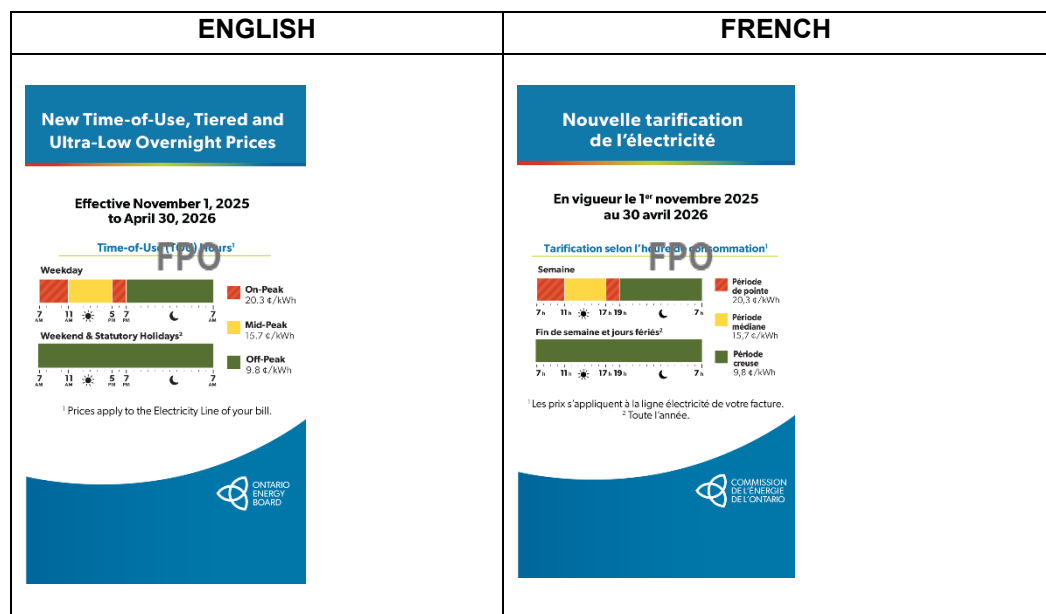 ENGLISH
FRENCH
New Time-of-Use, Tiered and
Ultra-Low Overnight Prices
Effective November 1, 2025
to April 30, 2026
Time-of-Use (TOU) Hours¹
FPO
Weekday
7 AM 11 AM 5 PM 7 PM 7 AM
Weekend & Statutory Holidays²
7 AM 11 AM 5 PM 7 PM 7 AM
On-Peak
20.3 ¢/kWh
Mid-Peak
15.7 ¢/kWh
Off-Peak
9.8 ¢/kWh
¹ Prices apply to the Electricity Line of your bill.
ONTARIO
ENERGY
BOARD
Nouvelle tarification
de l'électricité
En vigueur le 1er novembre 2025
au 30 avril 2026
Tarification selon l'heure de consommation¹
FPO
Semaine
7 h 11 h 17 h 19 h 7 h
Fin de semaine et jours fériés²
7 h 11 h 17 h 19 h 7 h
Période
de pointe
20,3 ¢/kWh
Période
médiane
15,7 ¢/kWh
Période
creuse
9,8 ¢/kWh
¹ Les prix s'appliquent à la ligne électricité de votre facture.
² Toute l'année.
COMMISSION
DE L'ÉNERGIE
DE L'ONTARIO